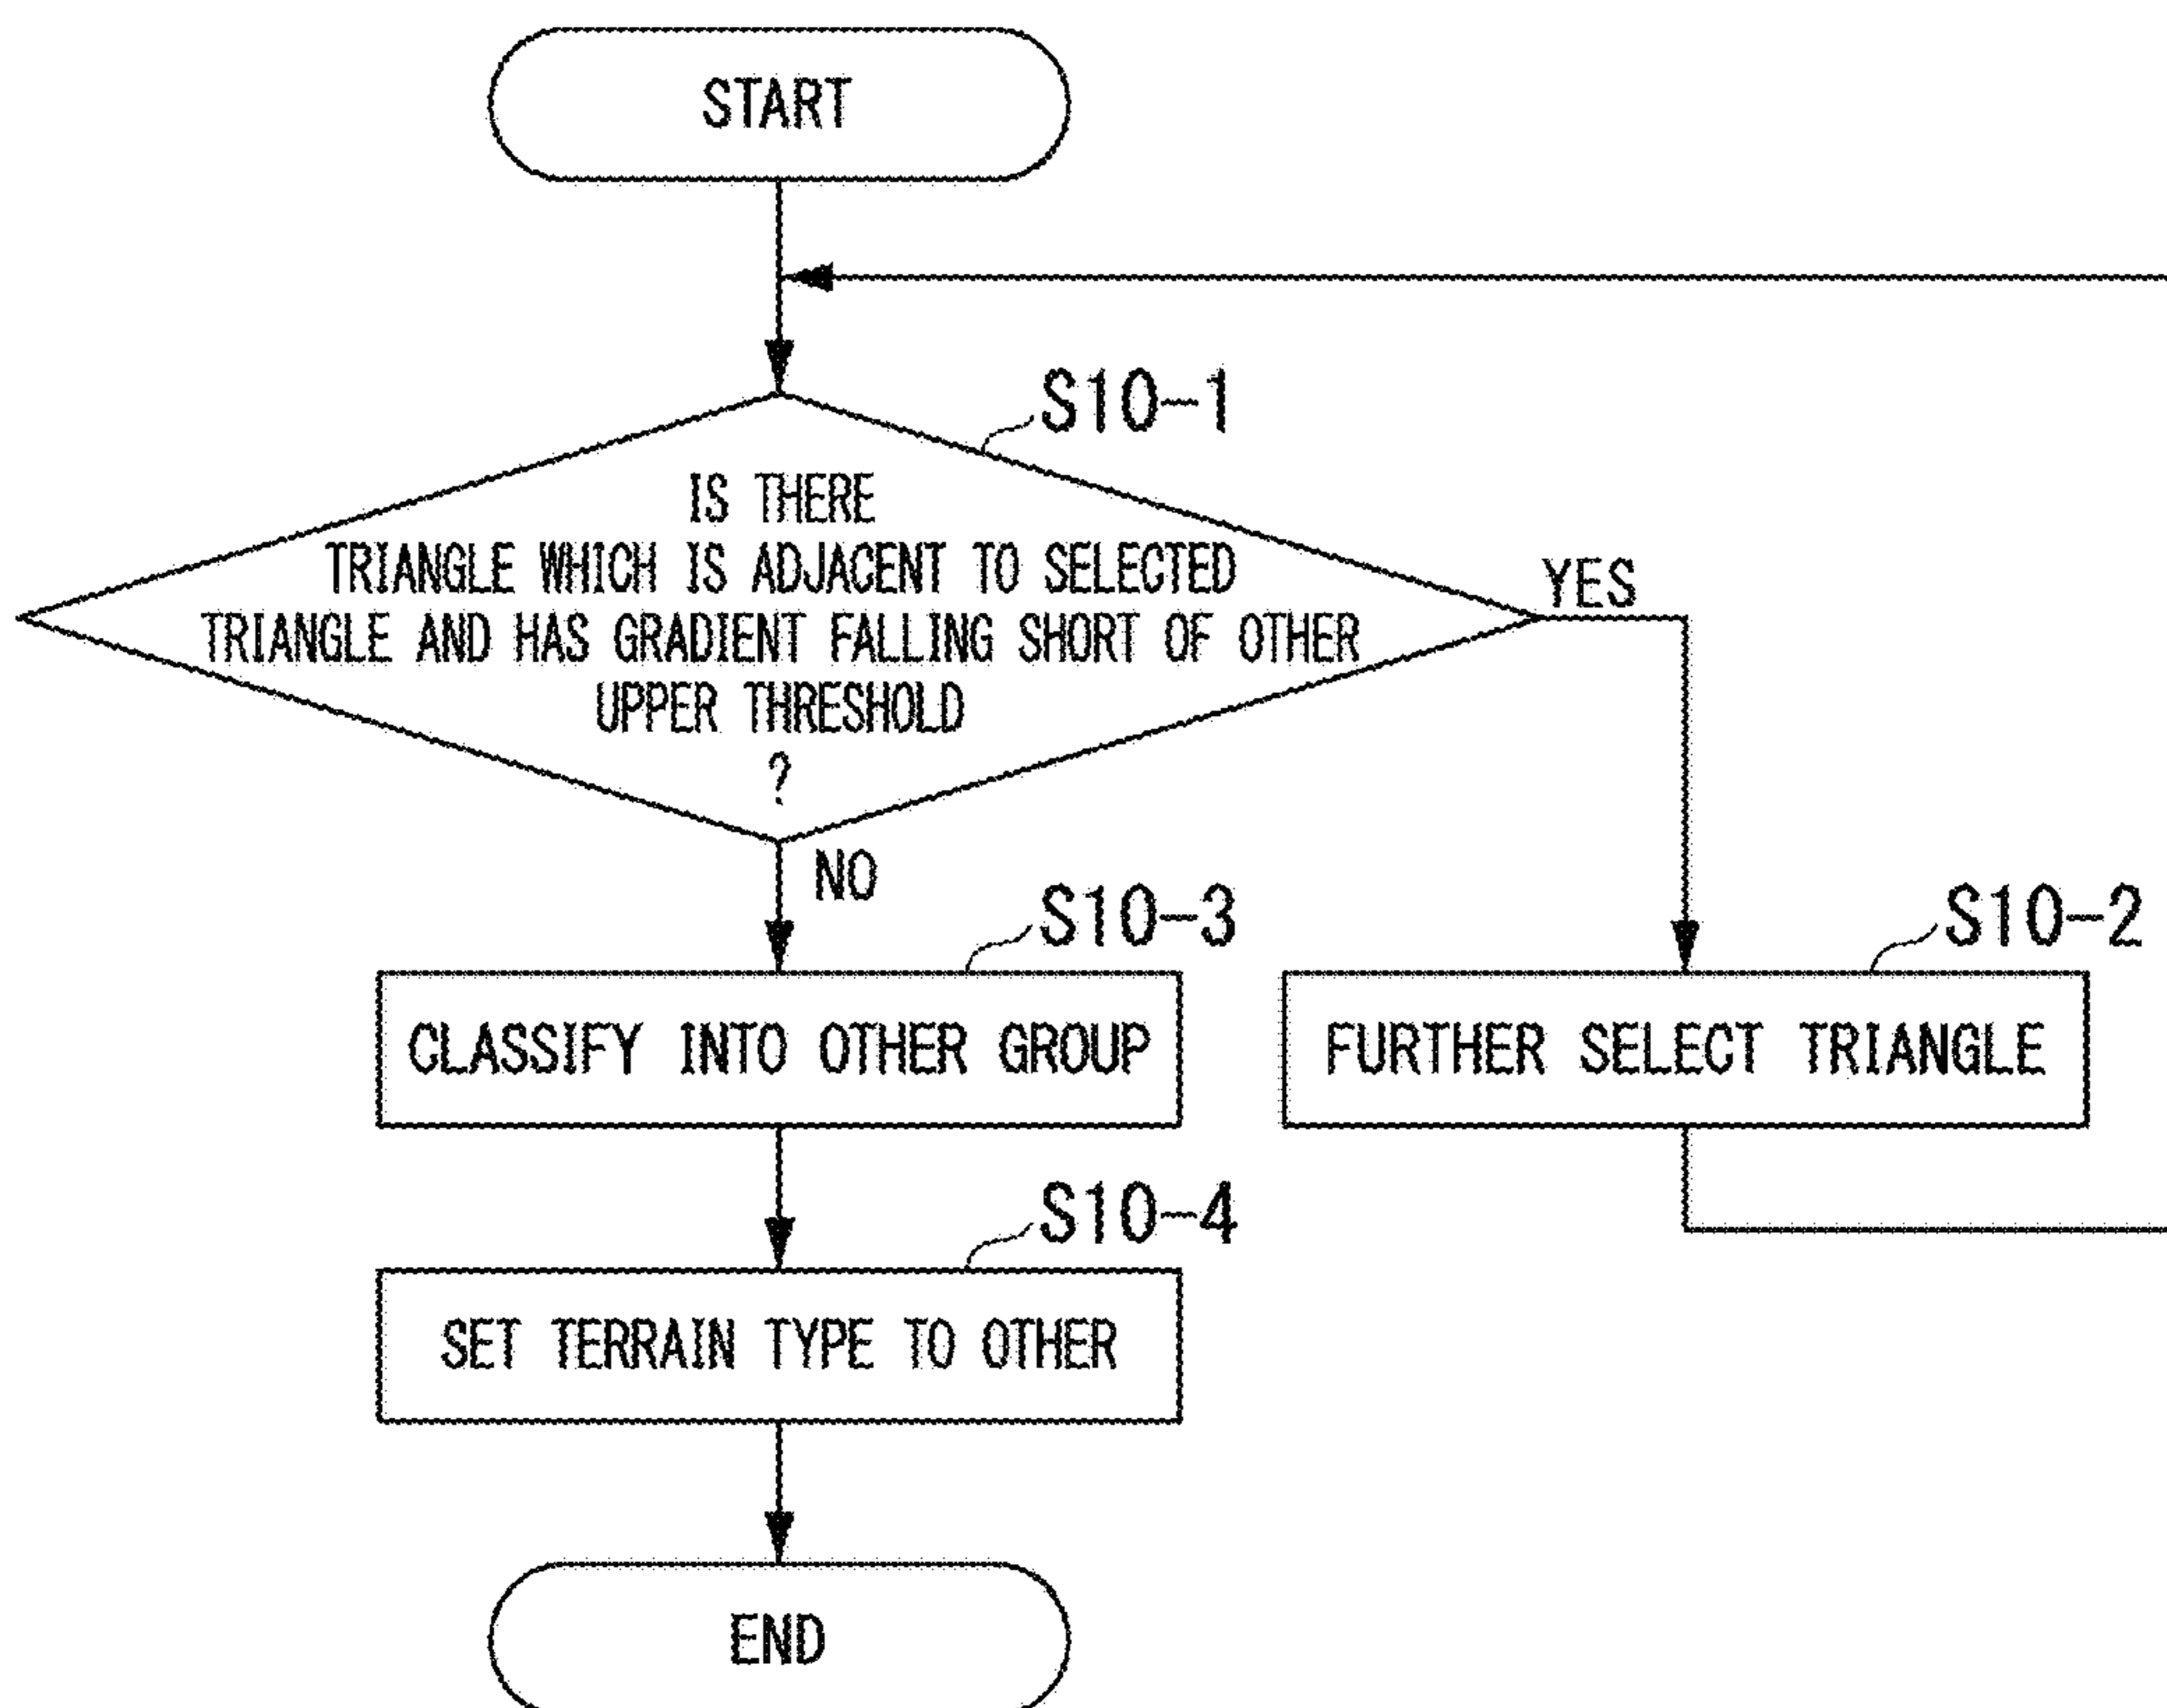 START
S10-1
IS THERE
TRIANGLE WHICH IS ADJACENT TO SELECTED
TRIANGLE AND HAS GRADIENT FALLING SHORT OF OTHER
UPPER THRESHOLD
?
YES
NO
S10-3
S10-2
CLASSIFY INTO OTHER GROUP
FURTHER SELECT TRIANGLE
S10-4
SET TERRAIN TYPE TO OTHER
END